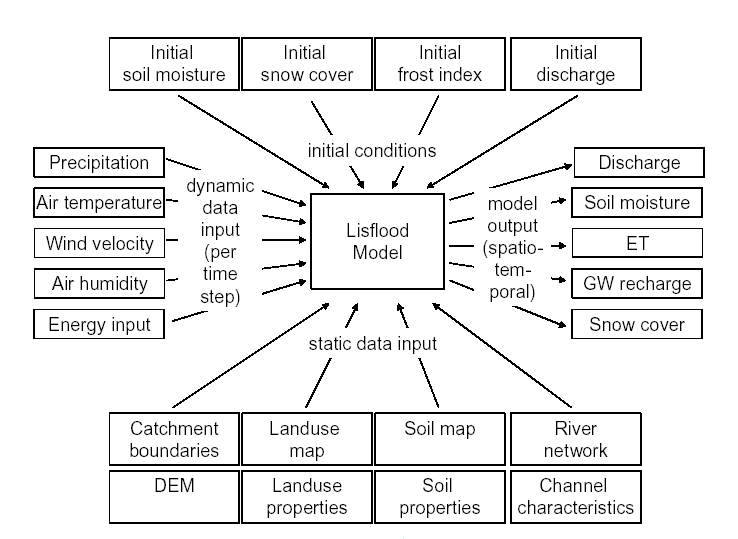 Initial
soil moisture
Initial
snow cover
Initial
frost index
Initial
discharge
initial conditions
Precipitation
Air temperature
Wind velocity
Air humidity
Energy input
dynamic
data
input
(per
time
step)
Lisflood
Model
model
output
(spatio-
tem-
poral)
Discharge
Soil moisture
ET
GW recharge
Snow cover
static data input
Catchment
boundaries
Landuse
map
Soil map
River
network
DEM
Landuse
properties
Soil
properties
Channel
characteristics